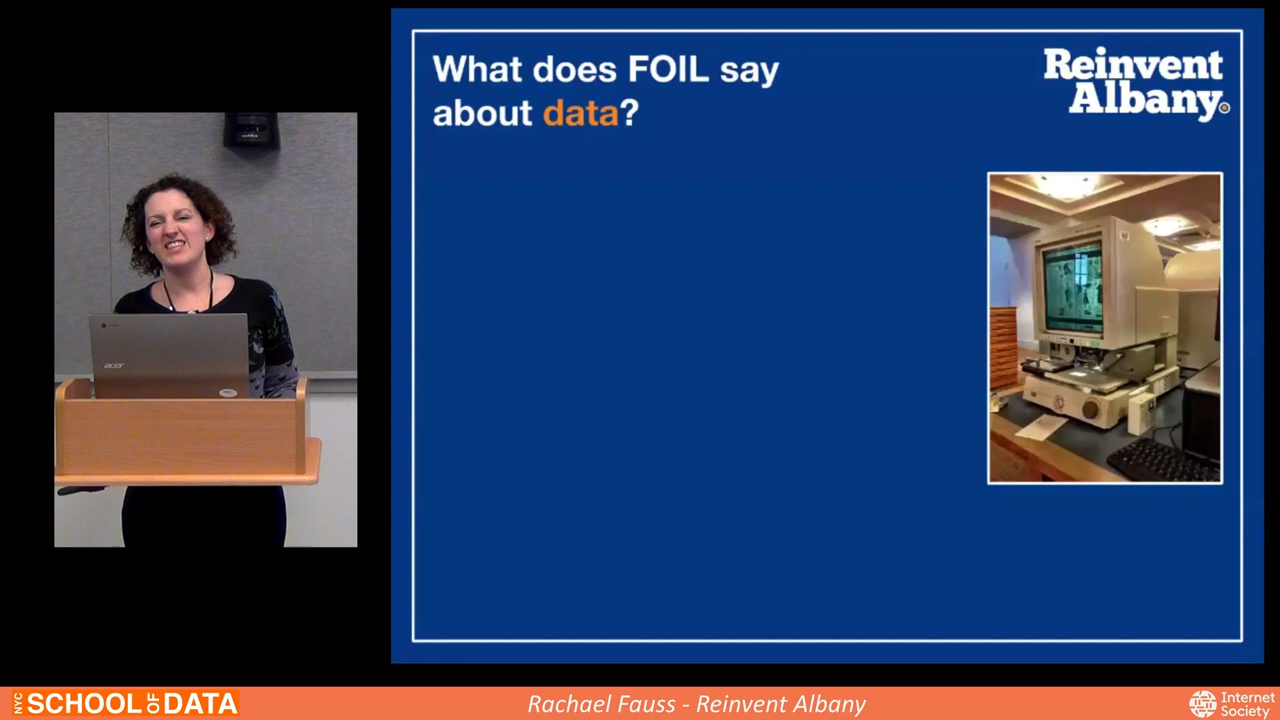 What does FOIL say
about data?
Reinvent
Albany
acer
NYC SCHOOL OF DATA
Rachael Fauss - Reinvent Albany
Internet
Society